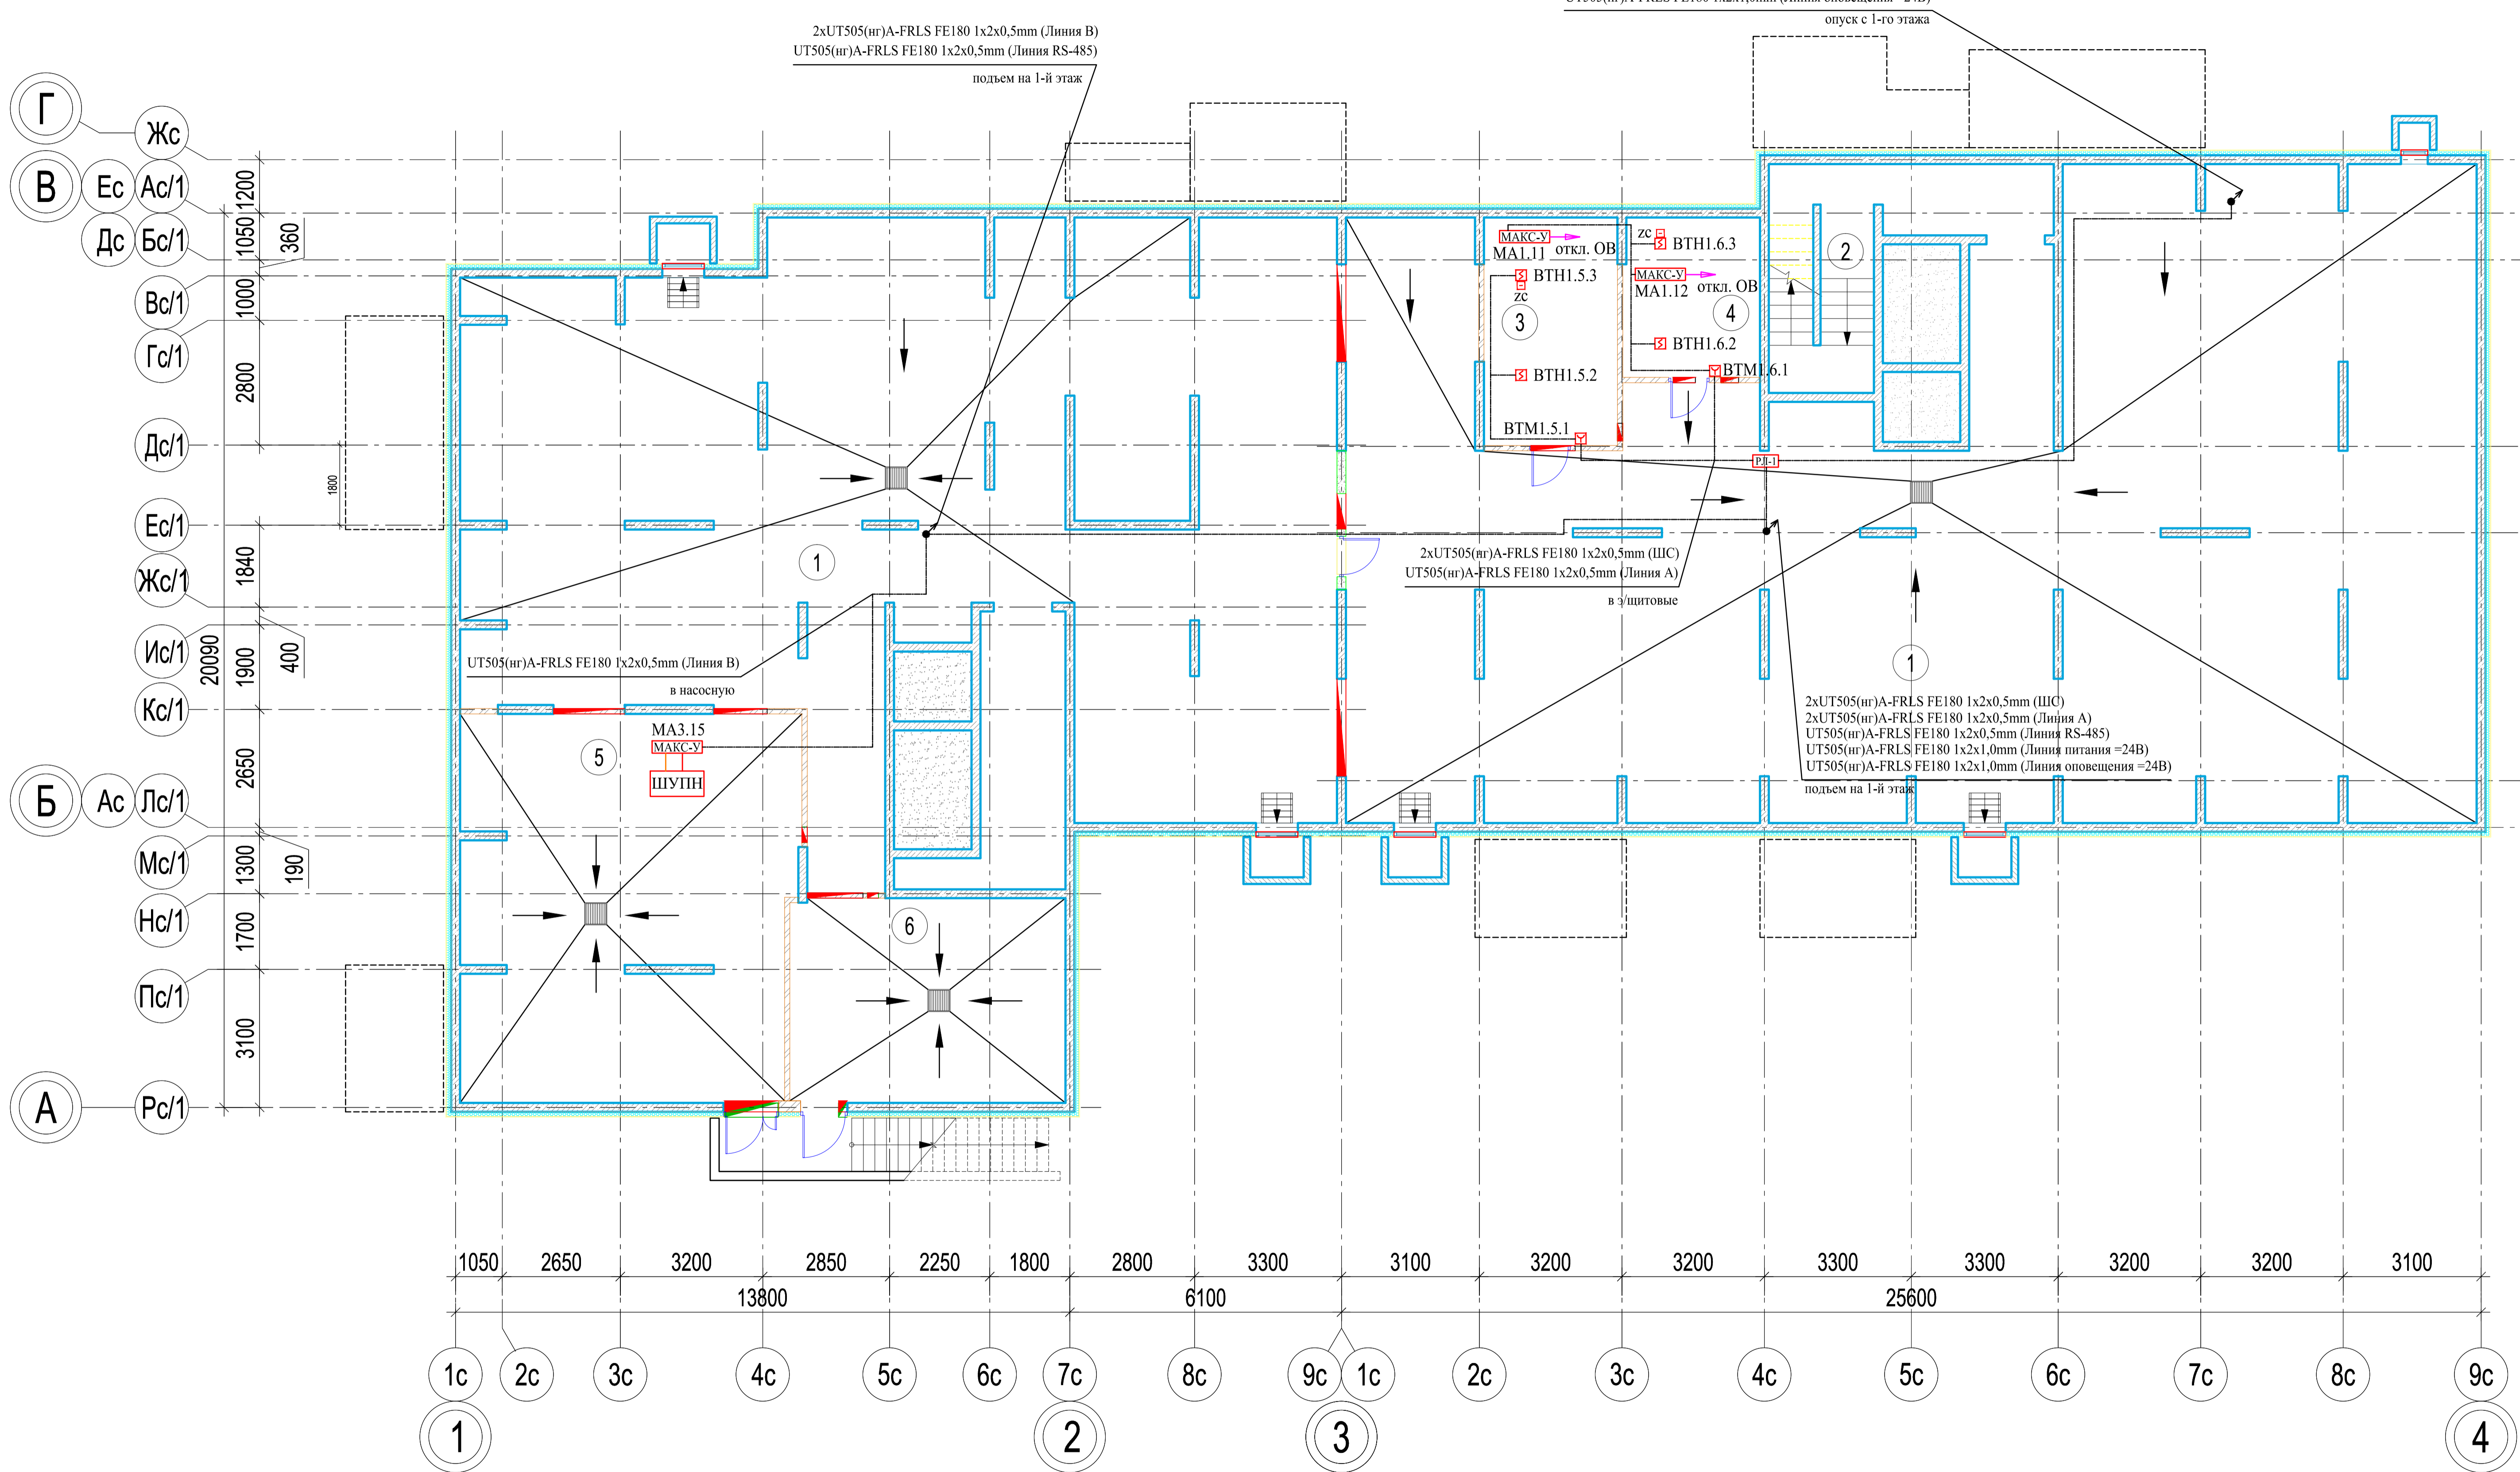 UT505(нг)A-FRLS FE180 1x2x1,0mm (Линия оповещения =24В)
опуск с 1-го этажа
2xUT505(нг)A-FRLS FE180 1x2x0,5mm (Линия В)
UT505(нг)A-FRLS FE180 1x2x0,5mm (Линия RS-485)
подъем на 1-й этаж
Г
Жс
В
Ес
Ас/1
Дс
Бс/1
Вс/1
Гс/1
Дс/1
Ес/1
Жс/1
Ис/1
Кс/1
Б
Ас
Лс/1
Мс/1
Нс/1
Пс/1
А
Рс/1
1200
1050
360
1000
2800
1800
1840
20090
1900
400
2650
1300
190
1700
3100
МАКС-У
МА1.11
откл. ОВ
ВТН1.5.3
zc
3
ВТН1.5.2
ВТМ1.5.1
zc
ВТН1.6.3
МАКС-У
МА1.12
откл. ОВ
4
ВТН1.6.2
ВТМ1.6.1
2
РЛ-1
1
2xUT505(нг)A-FRLS FE180 1x2x0,5mm (ШС)
UT505(нг)A-FRLS FE180 1x2x0,5mm (Линия А)
в э/щитовые
UT505(нг)A-FRLS FE180 1x2x0,5mm (Линия В)
в насосную
1
2xUT505(нг)A-FRLS FE180 1x2x0,5mm (ШС)
2xUT505(нг)A-FRLS FE180 1x2x0,5mm (Линия А)
UT505(нг)A-FRLS FE180 1x2x0,5mm (Линия RS-485)
UT505(нг)A-FRLS FE180 1x2x1,0mm (Линия питания =24В)
UT505(нг)A-FRLS FE180 1x2x1,0mm (Линия оповещения =24В)
подъем на 1-й этаж
МА3.15
МАКС-У
5
ШУПН
6
1050 2650 3200 2850 2250 1800 2800 3300 3100 3200 3200 3300 3300 3200 3200 3100
13800 6100 25600
1с 2с 3с 4с 5с 6с 7с 8с 9с 1с 2с 3с 4с 5с 6с 7с 8с 9с
1 2 3 4